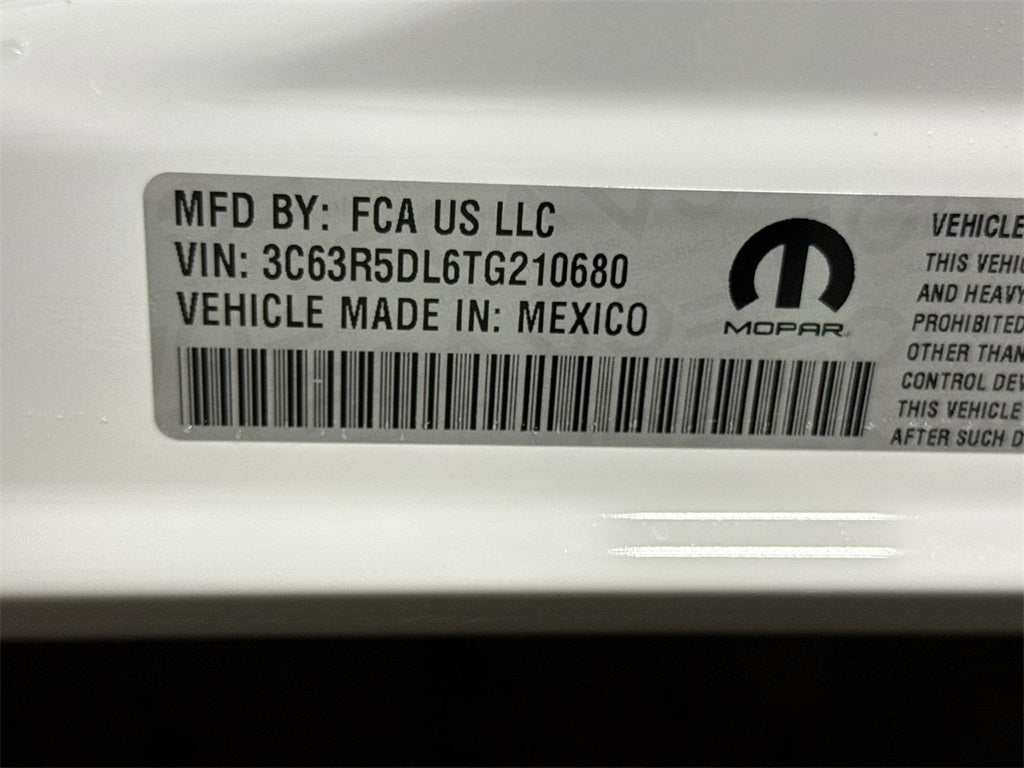 MFD BY: FCA US LLC
VIN: 3C63R5DL6TG210680
VEHICLE MADE IN: MEXICO
MOPAR
VEHICLE
THIS VEHIC
AND HEAVY
PROHIBITED
OTHER THAN
CONTROL DEV
THIS VEHICLE
AFTER SUCH D